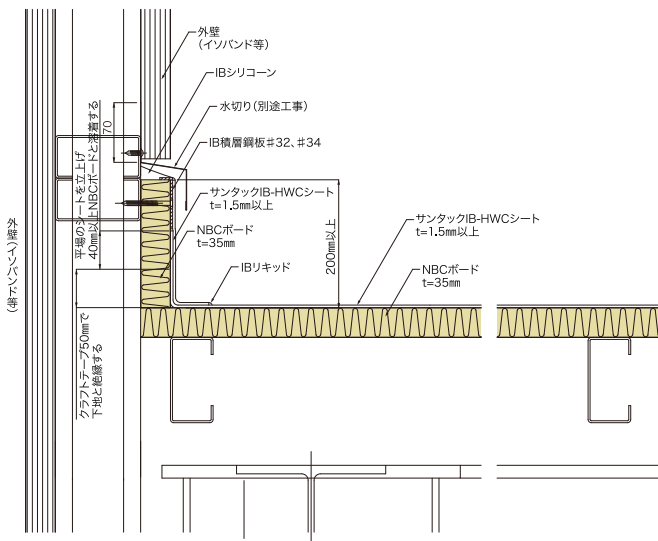 外壁
(イソバンド等)
IBシリコーン
水切り(別途工事)
IB積層鋼板#32、#34
サンタックIB-HWCシート
t=1.5mm以上
NBCボード
t=35mm
IBリキッド
200mm以上
サンタックIB-HWCシート
t=1.5mm以上
NBCボード
t=35mm
70
平場のシートを立上げ
40mm以上NBCボードと溶着する
クラフトテープ50mmで
下地と絶縁する
外壁(イソバンド等)